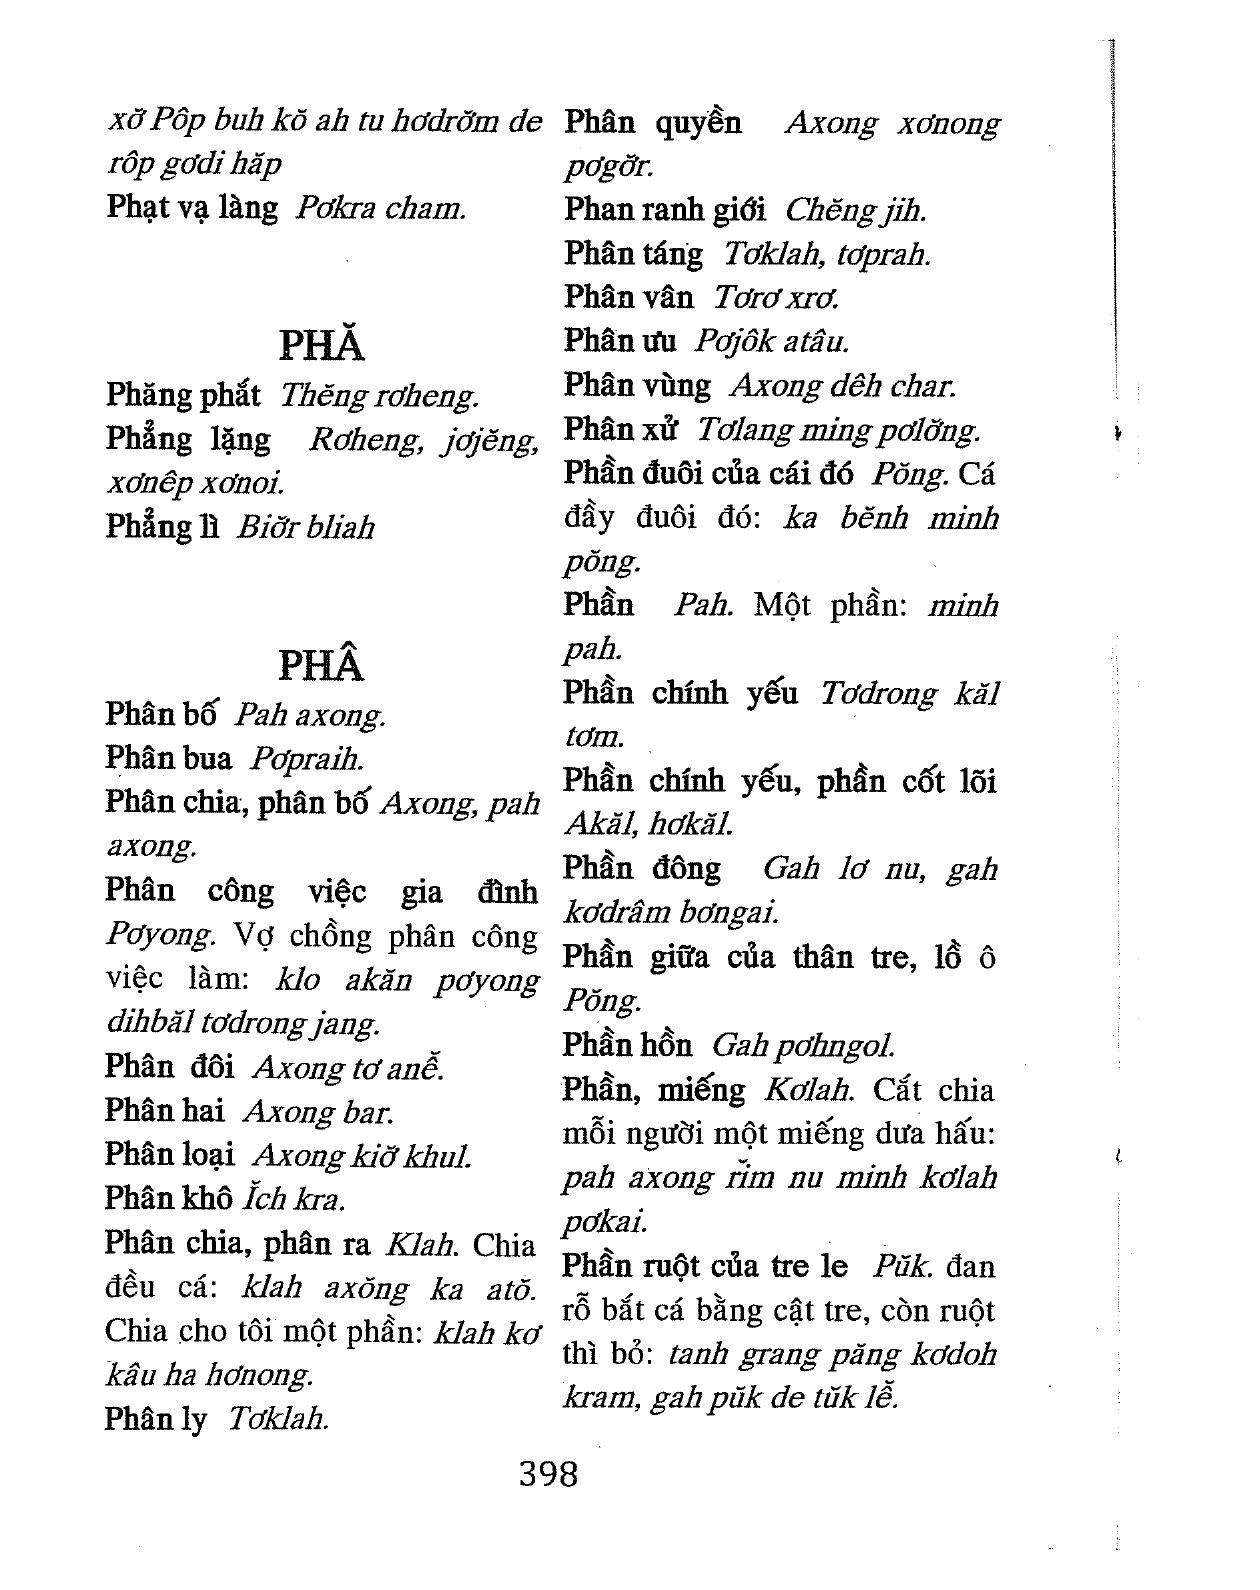 xơ̆ Pôp buh kŏ ah tu hơdrơ̆m de
rôp gơdi hăp
Phạt vạ làng Pơkra cham.
PHĂ
Phăng phắt Thĕng rơheng.
Phẳng lặng Rơheng, jơjĕng,
xơnêp xơnoi.
Phẳng lì Biơ̆r bliah
PHÂ
Phân bố Pah axong.
Phân bua Pơpraih.
Phân chia, phân bố Axong, pah
axong.
Phân công việc gia đình
Pơyong. Vợ chồng phân công
việc làm: klo akăn pơyong
dihbăl tơdrong jang.
Phân đôi Axong tơ anê̆.
Phân hai Axong bar.
Phân loại Axong kiơ̆ khul.
Phân khô Ĭch kra.
Phân chia, phân ra Klah. Chia
đều cá: klah axŏng ka atŏ.
Chia cho tôi một phần: klah kơ
kâu ha hơnong.
Phân ly Tơklah.
Phân quyền Axong xơnong
pơgơ̆r.
Phan ranh giới Chĕng jih.
Phân táng Tơklah, tơprah.
Phân vân Tơrơ xrơ.
Phân ưu Pơjôk atâu.
Phân vùng Axong dêh char.
Phân xử Tơlang ming pơlơ̆ng.
Phần đuôi của cái đó Pŏng. Cá
đầy đuôi đó: ka bĕnh minh
pŏng.
Phần Pah. Một phần: minh
pah.
Phần chính yếu Tơdrong kăl
tơm.
Phần chính yếu, phần cốt lõi
Akăl, hơkăl.
Phần đông Gah lơ nu, gah
kơdrâm bơngai.
Phần giữa của thân tre, lồ ô
Pŏng.
Phần hồn Gah pơhngol.
Phần, miếng Kơlah. Cắt chia
mỗi người một miếng dưa hấu:
pah axong rĭm nu minh kơlah
pơkai.
Phần ruột của tre le Pŭk. đan
rỗ bắt cá bằng cật tre, còn ruột
thì bỏ: tanh grang păng kơdoh
kram, gah pŭk de tŭk lê̆.
398